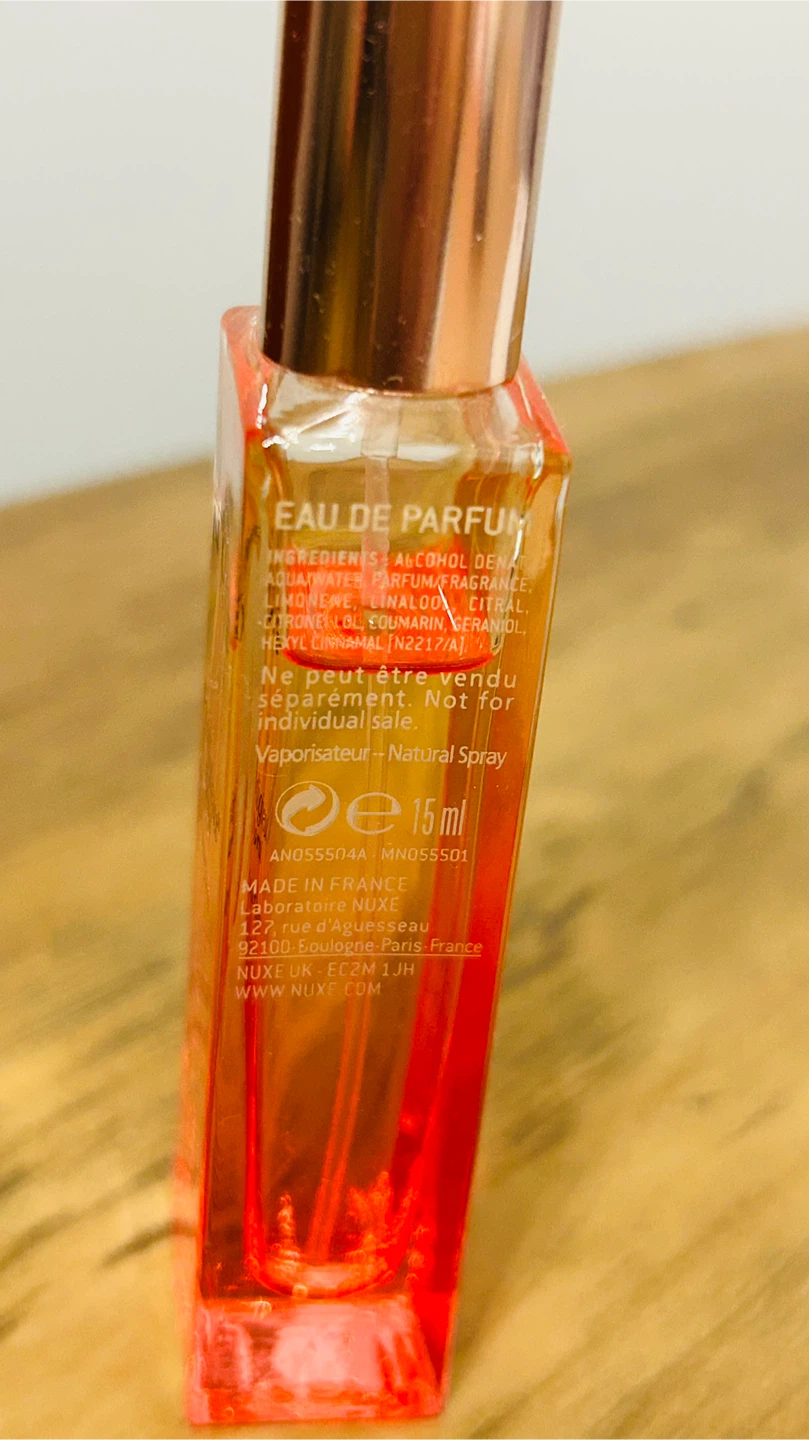 EAU DE PARFUM
INGREDIENTS : ALCOHOL DENAT.
AQUA/WATER, PARFUM/FRAGRANCE,
LIMONENE, LINALOOL, CITRAL,
CITRONELLOL, COUMARIN, GERANIOL,
HEXYL CINNAMAL [N2217/A].
Ne peut être vendu
séparément. Not for
individual sale.
Vaporisateur - Natural Spray
e 15 ml
AN05504A - MN055501
MADE IN FRANCE
Laboratoire NUXE
127, rue d'Aguesseau
92100-Boulogne-Paris-France
NUXE UK - EC2M 1JH
WWW.NUXE.COM